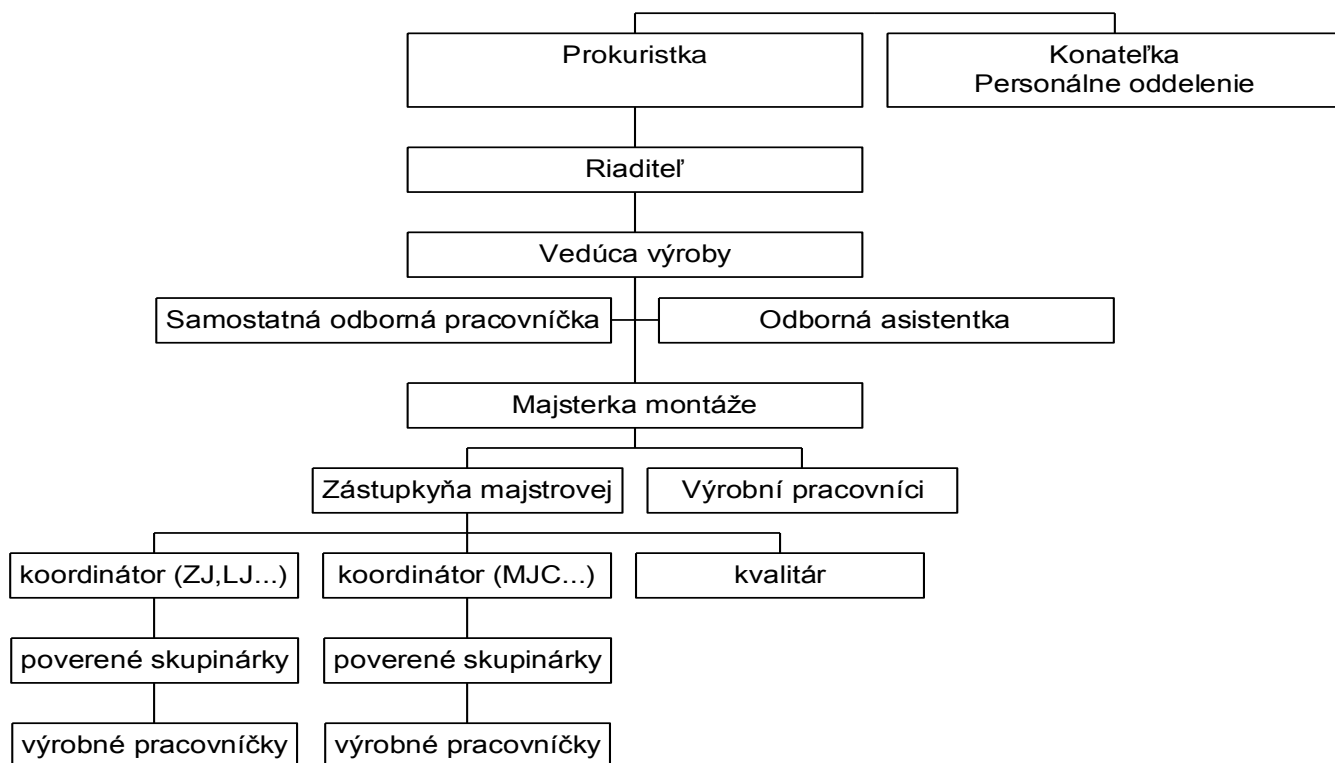 Prokuristka
Konateľka
Personálne oddelenie
Riaditeľ
Vedúca výroby
Samostatná odborná pracovníčka
Odborná asistentka
Majsterka montáže
Zástupkyňa majstrovej
Výrobní pracovníci
koordinátor (ZJ,LJ...)
koordinátor (MJC...)
kvalitár
poverené skupinárky
poverené skupinárky
výrobné pracovníčky
výrobné pracovníčky